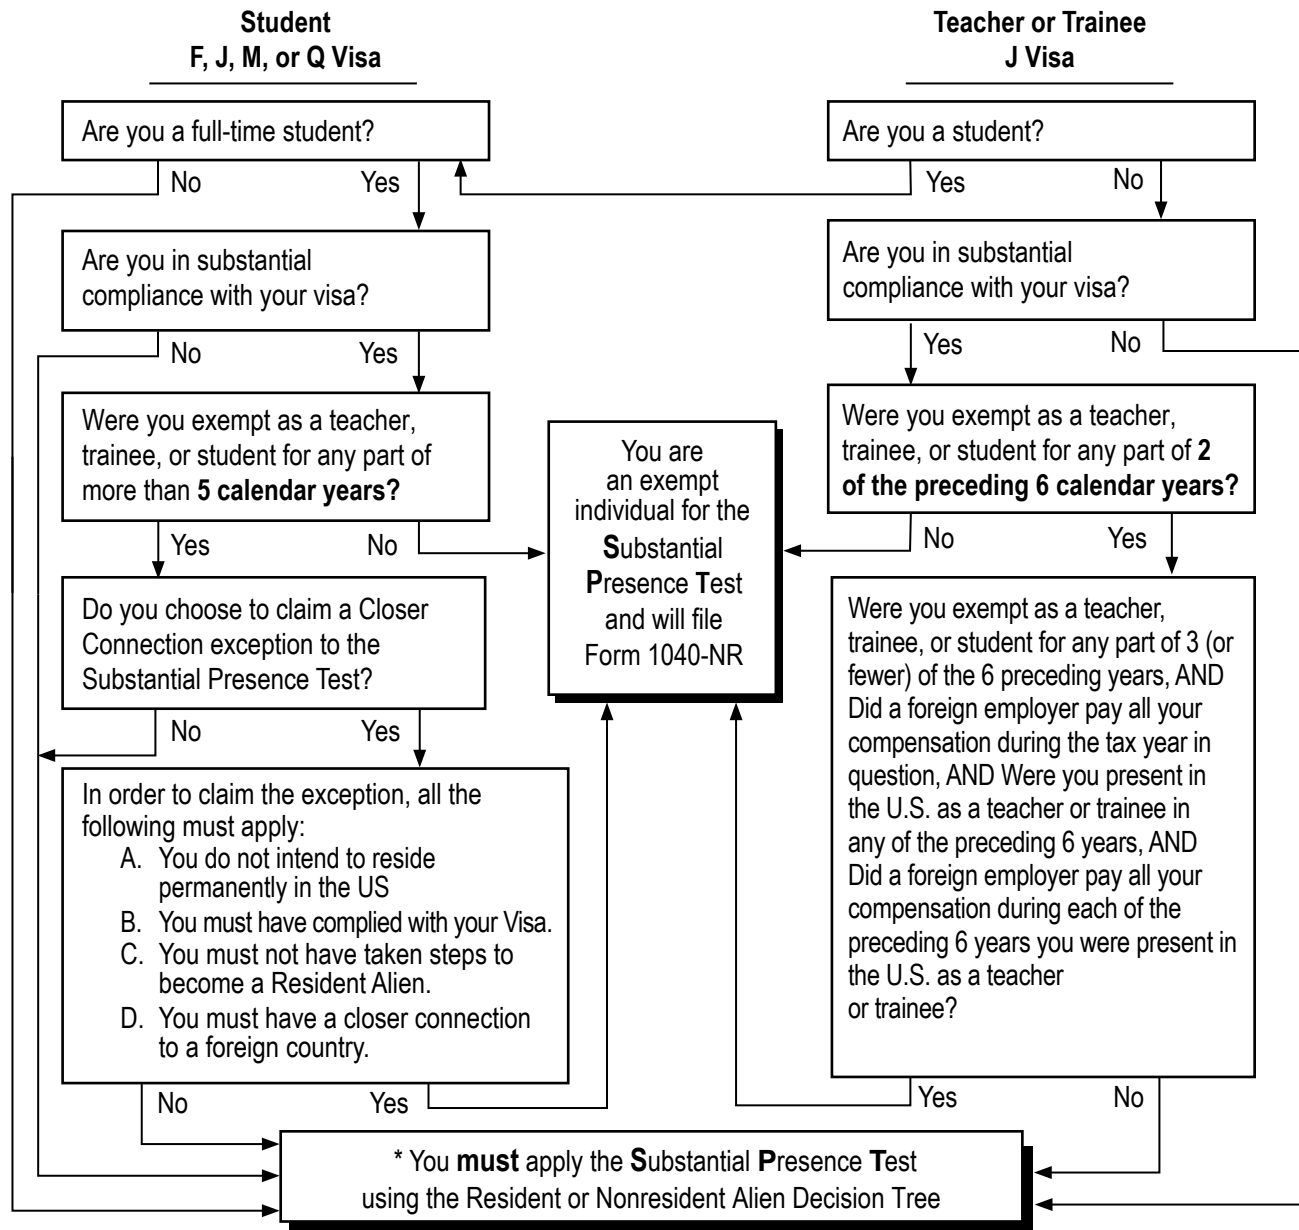 Student
F, J, M, or Q Visa
Are you a full-time student?
No
Yes
Are you in substantial
compliance with your visa?
No
Yes
Were you exempt as a teacher,
trainee, or student for any part of
more than 5 calendar years?
Yes
No
Do you choose to claim a Closer
Connection exception to the
Substantial Presence Test?
No
Yes
In order to claim the exception, all the
following must apply:
A. You do not intend to reside
permanently in the US
B. You must have complied with your Visa.
C. You must not have taken steps to
become a Resident Alien.
D. You must have a closer connection
to a foreign country.
No
Yes
You are
an exempt
individual for the
Substantial
Presence Test
and will file
Form 1040-NR
Teacher or Trainee
J Visa
Are you a student?
Yes
No
Are you in substantial
compliance with your visa?
Yes
No
Were you exempt as a teacher,
trainee, or student for any part of 2
of the preceding 6 calendar years?
No
Yes
Were you exempt as a teacher,
trainee, or student for any part of 3 (or
fewer) of the 6 preceding years, AND
Did a foreign employer pay all your
compensation during the tax year in
question, AND Were you present in
the U.S. as a teacher or trainee in
any of the preceding 6 years, AND
Did a foreign employer pay all your
compensation during each of the
preceding 6 years you were present in
the U.S. as a teacher
or trainee?
Yes
No
* You must apply the Substantial Presence Test
using the Resident or Nonresident Alien Decision Tree